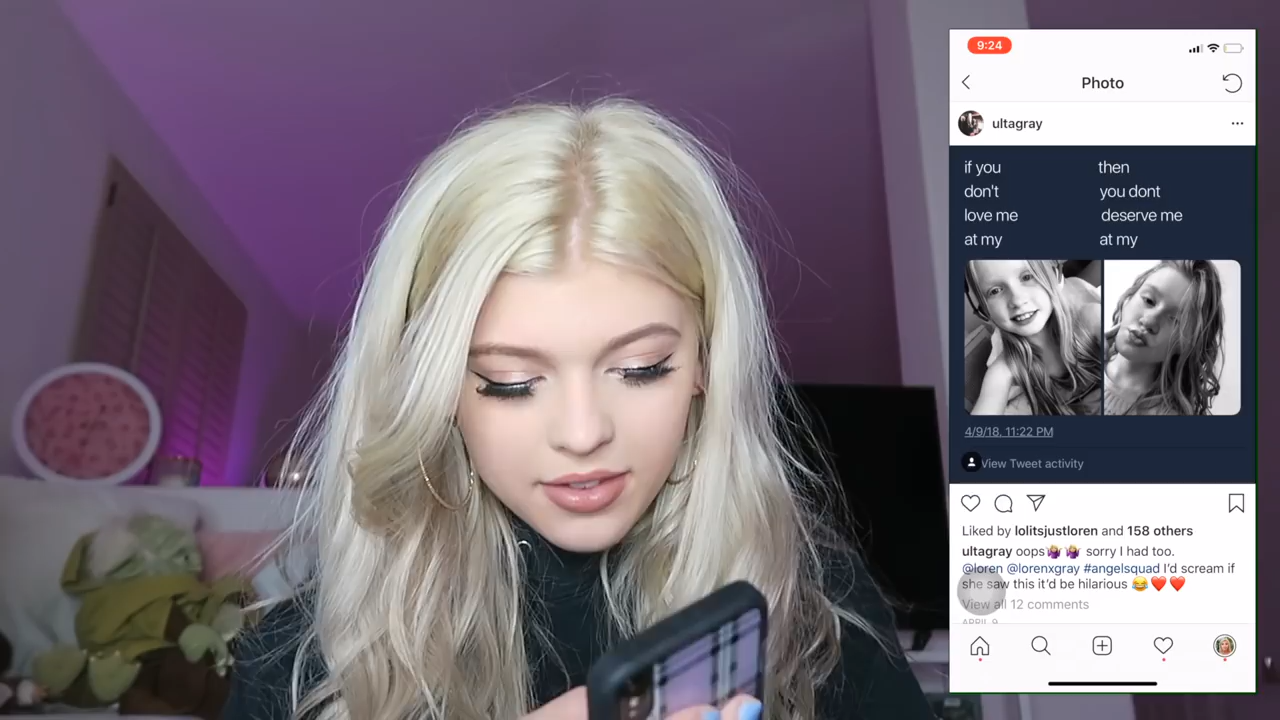 9:24
Photo
ultagray
if you then
don't you dont
love me deserve me
at my at my
4/9/18, 11:22 PM
View Tweet activity
Liked by lolitsjustloren and 158 others
ultagray oops🤷‍♀️🤷‍♀️ sorry I had too.
@loren @lorenxgray #angelsquad I'd scream if
she saw this it'd be hilarious 😂❤️❤️
View all 12 comments
APRIL 9